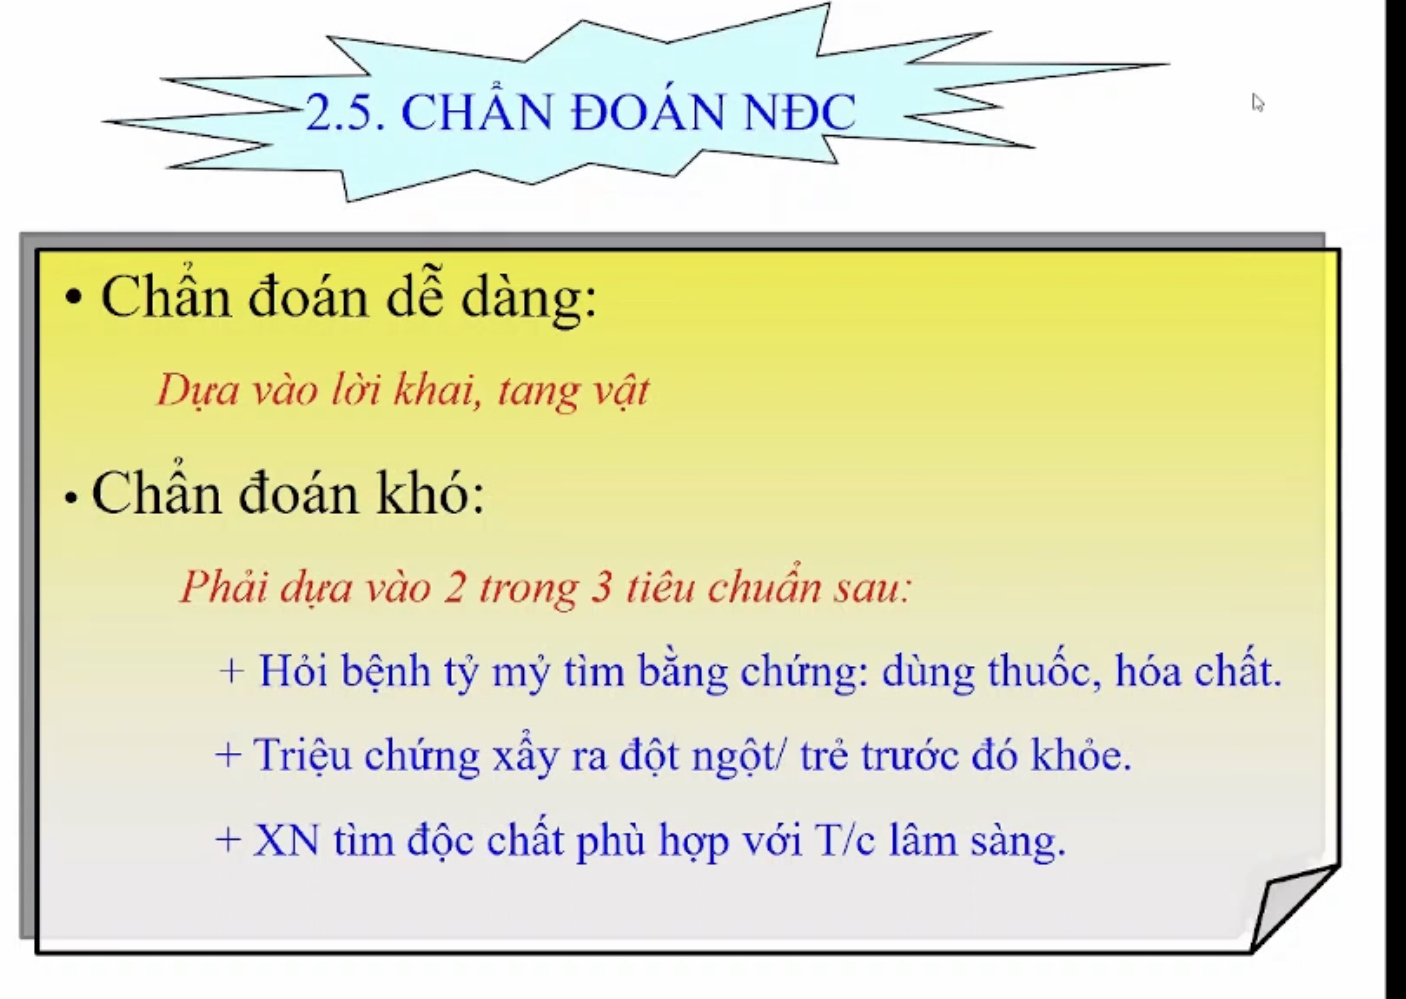 2.5. CHẨN ĐOÁN NĐC
• Chẩn đoán dễ dàng:
Dựa vào lời khai, tang vật
• Chẩn đoán khó:
Phải dựa vào 2 trong 3 tiêu chuẩn sau:
+ Hỏi bệnh tỷ mỷ tìm bằng chứng: dùng thuốc, hóa chất.
+ Triệu chứng xẩy ra đột ngột/ trẻ trước đó khỏe.
+ XN tìm độc chất phù hợp với T/c lâm sàng.